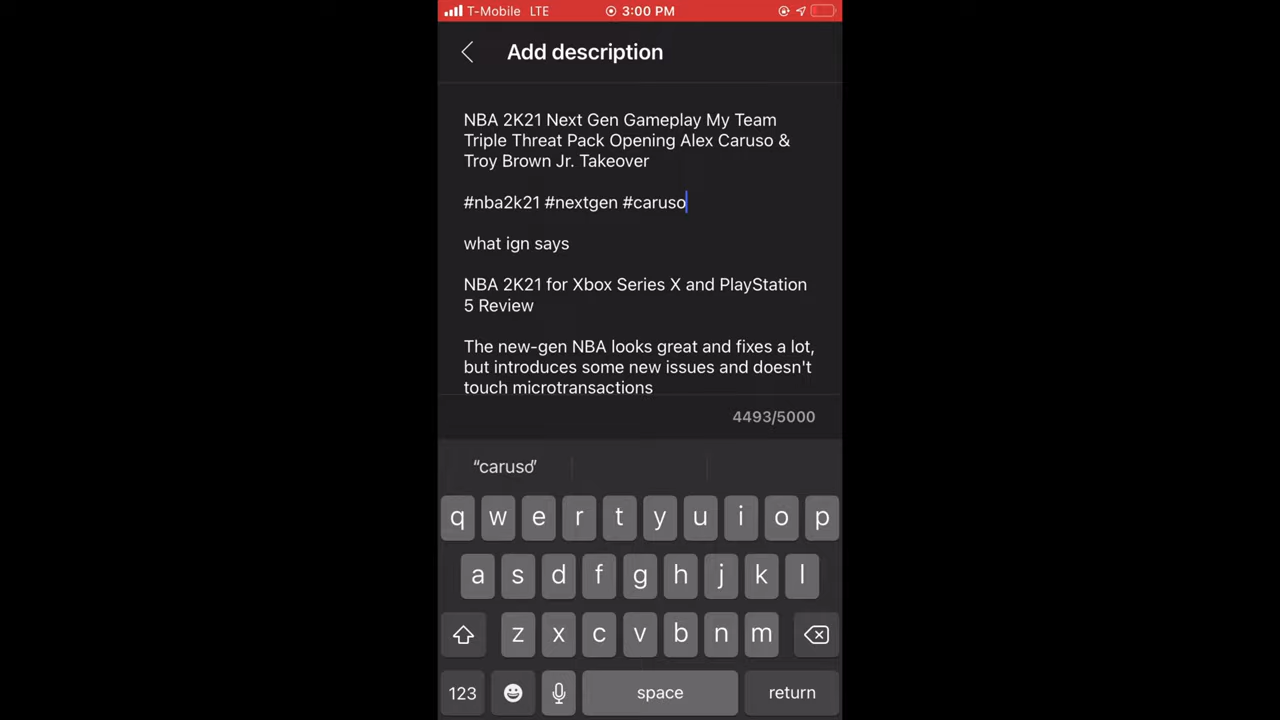 T-Mobile LTE 3:00 PM
Add description
NBA 2K21 Next Gen Gameplay My Team
Triple Threat Pack Opening Alex Caruso &
Troy Brown Jr. Takeover
#nba2k21 #nextgen #caruso
what ign says
NBA 2K21 for Xbox Series X and PlayStation
5 Review
The new-gen NBA looks great and fixes a lot,
but introduces some new issues and doesn't
touch microtransactions
4493/5000
“caruso”
q w e r t y u i o p
a s d f g h j k l
z x c v b n m
123 space return